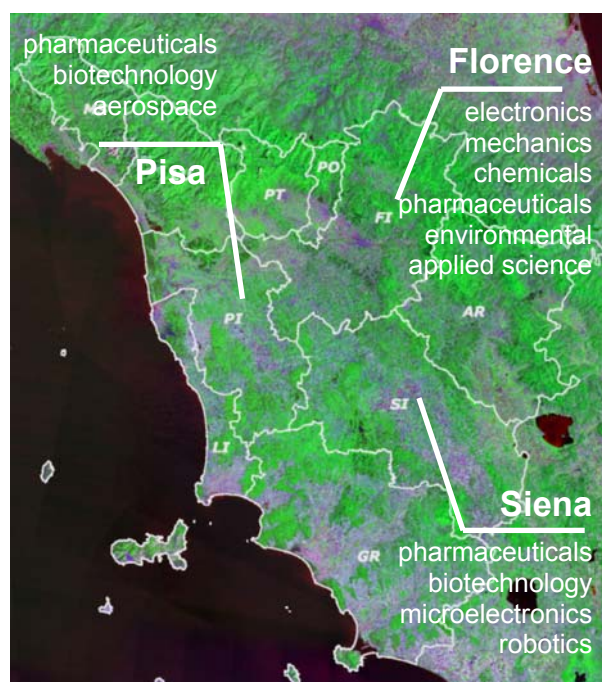 pharmaceuticals
biotechnology
aerospace
Pisa
Florence
electronics
mechanics
chemicals
pharmaceuticals
environmental
applied science
PO
PT
FI
PI
AR
SI
LI
GR
Siena
pharmaceuticals
biotechnology
microelectronics
robotics